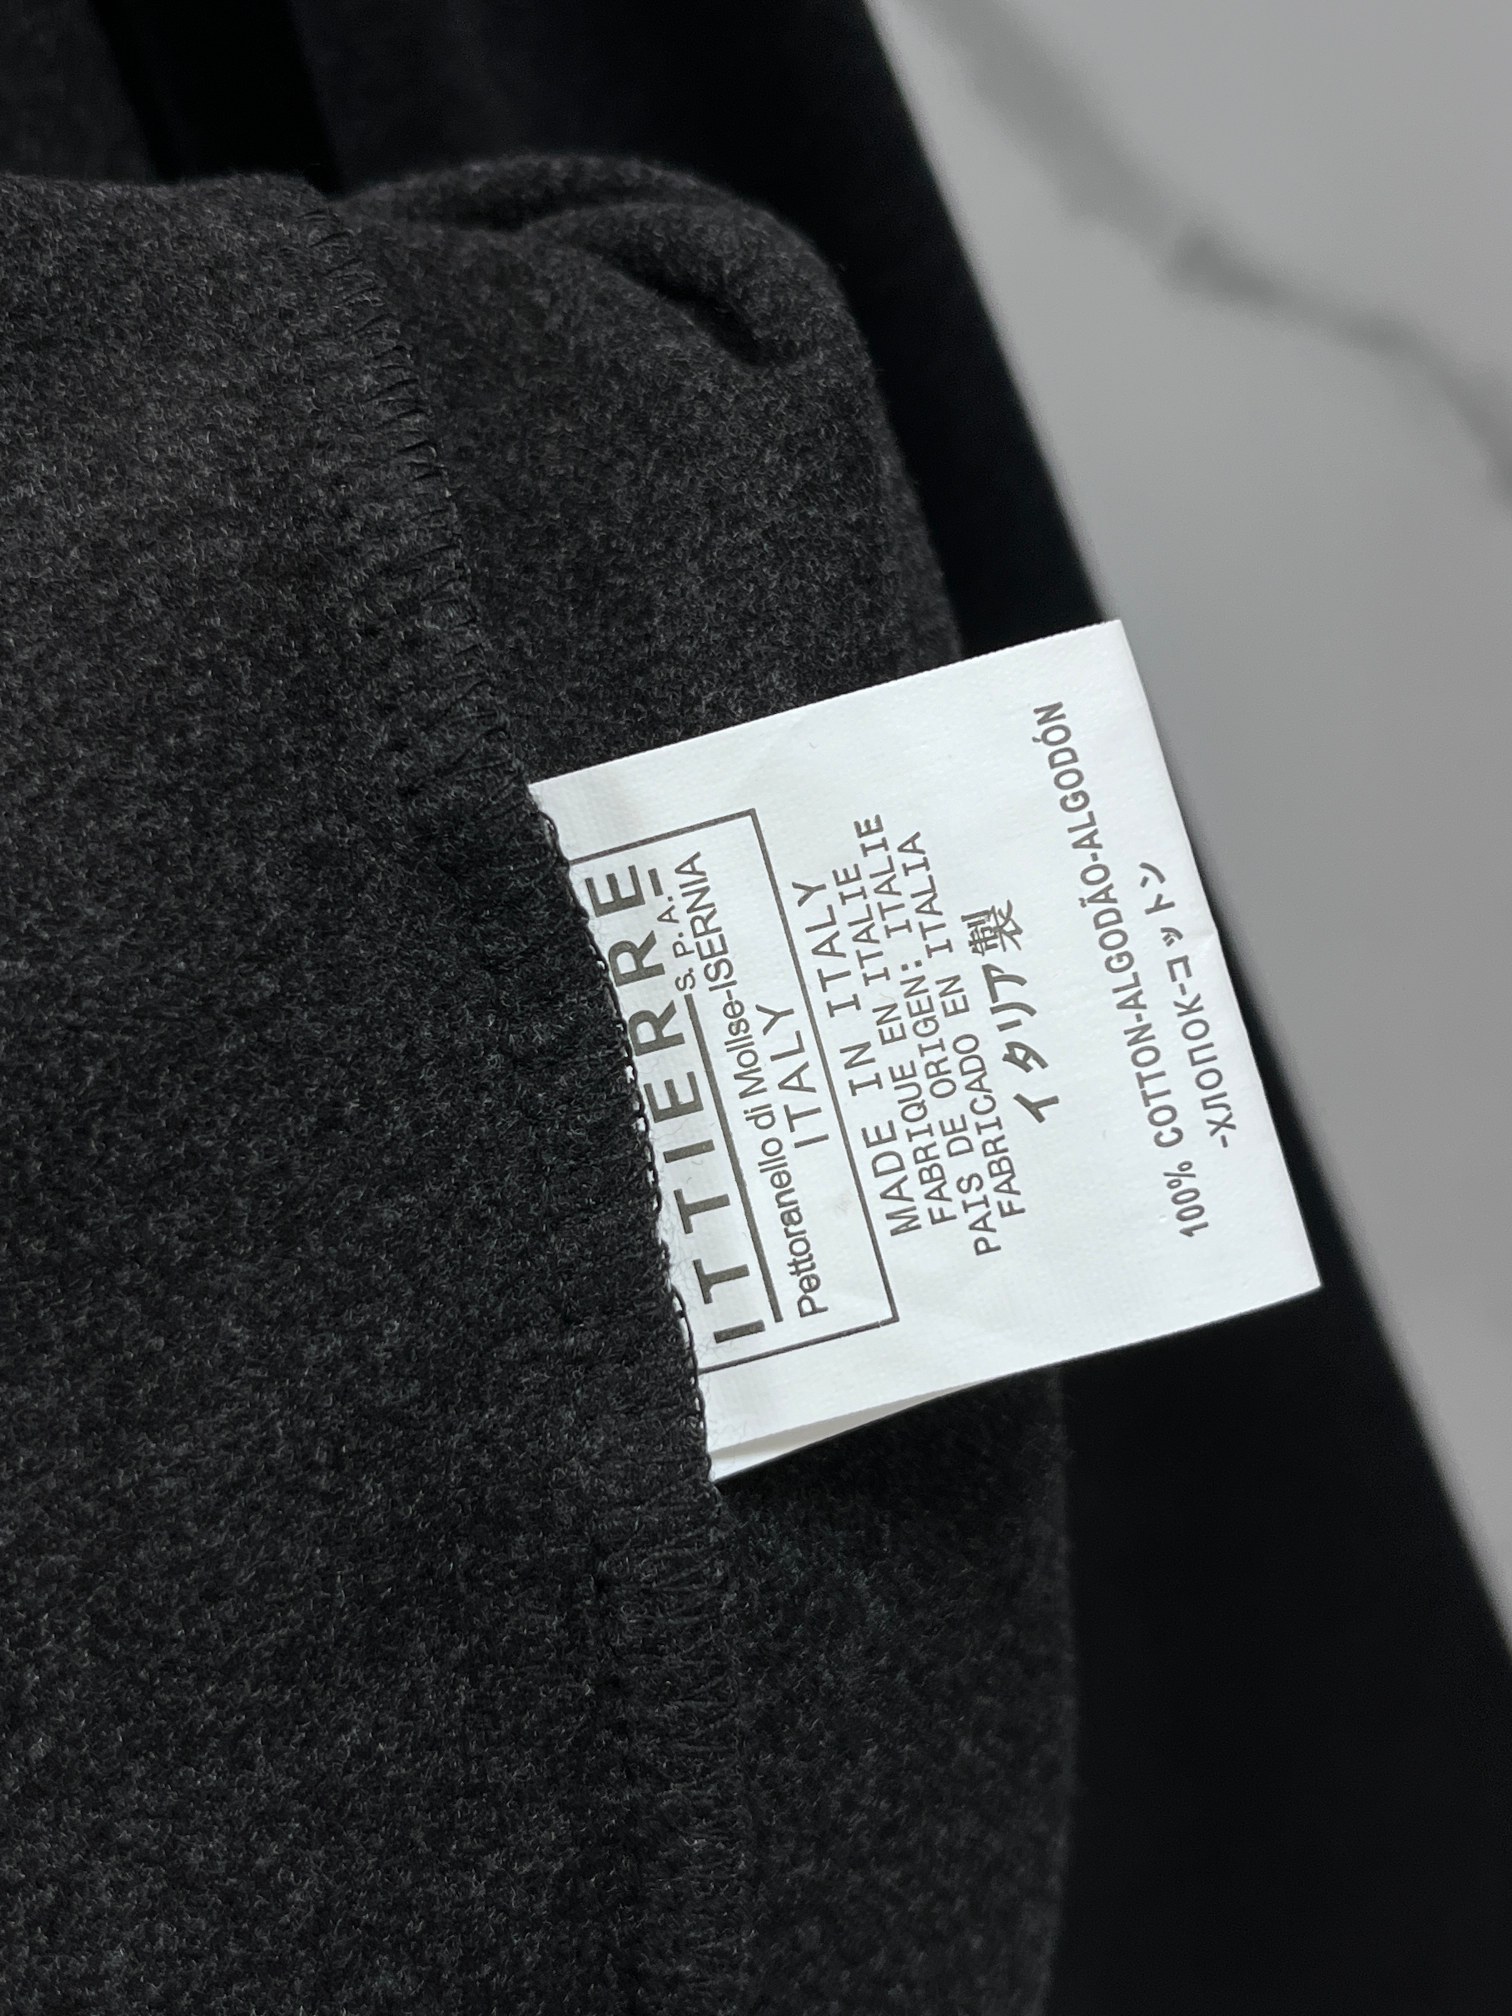 ITTIERRE
S.P.A.
Pettoranello di Molise-ISERNIA
ITALY
MADE IN ITALY
FABRIQUE EN ITALIE
PAIS DE ORIGEN: ITALIE
FABRICADO EN ITALIA
イタリア製
100% COTTON-ALGODÃO-ALGODÓN
-ХЛОПОК-コットン